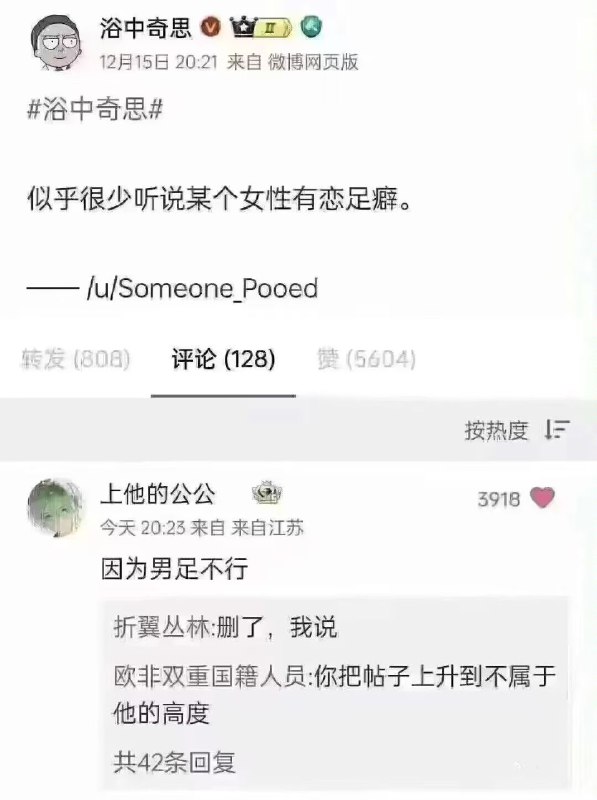 浴中奇思
II
12月15日 20:21 来自 微博网页版
#浴中奇思#
似乎很少听说某个女性有恋足癖。
—— /u/Someone_Pooed
转发 (808) 评论 (128) 赞 (5604)
按热度
上他的公公
3918
今天 20:23 来自 来自江苏
因为男足不行
折翼丛林:删了，我说
欧非双重国籍人员:你把帖子上升到不属于
他的高度
共42条回复